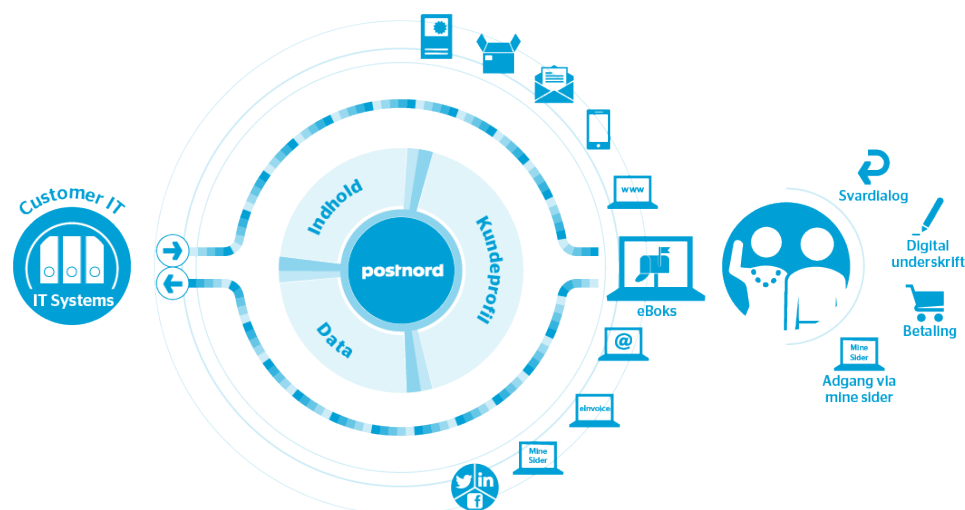 Customer IT
IT Systems
Indhold
Kundeprofil
Data
postnord
www
eBoks
@
eInvoice
Mine
Sider
in
f
Svardialog
Digital
underskrift
Betaling
Mine
Sider
Adgang via
mine sider